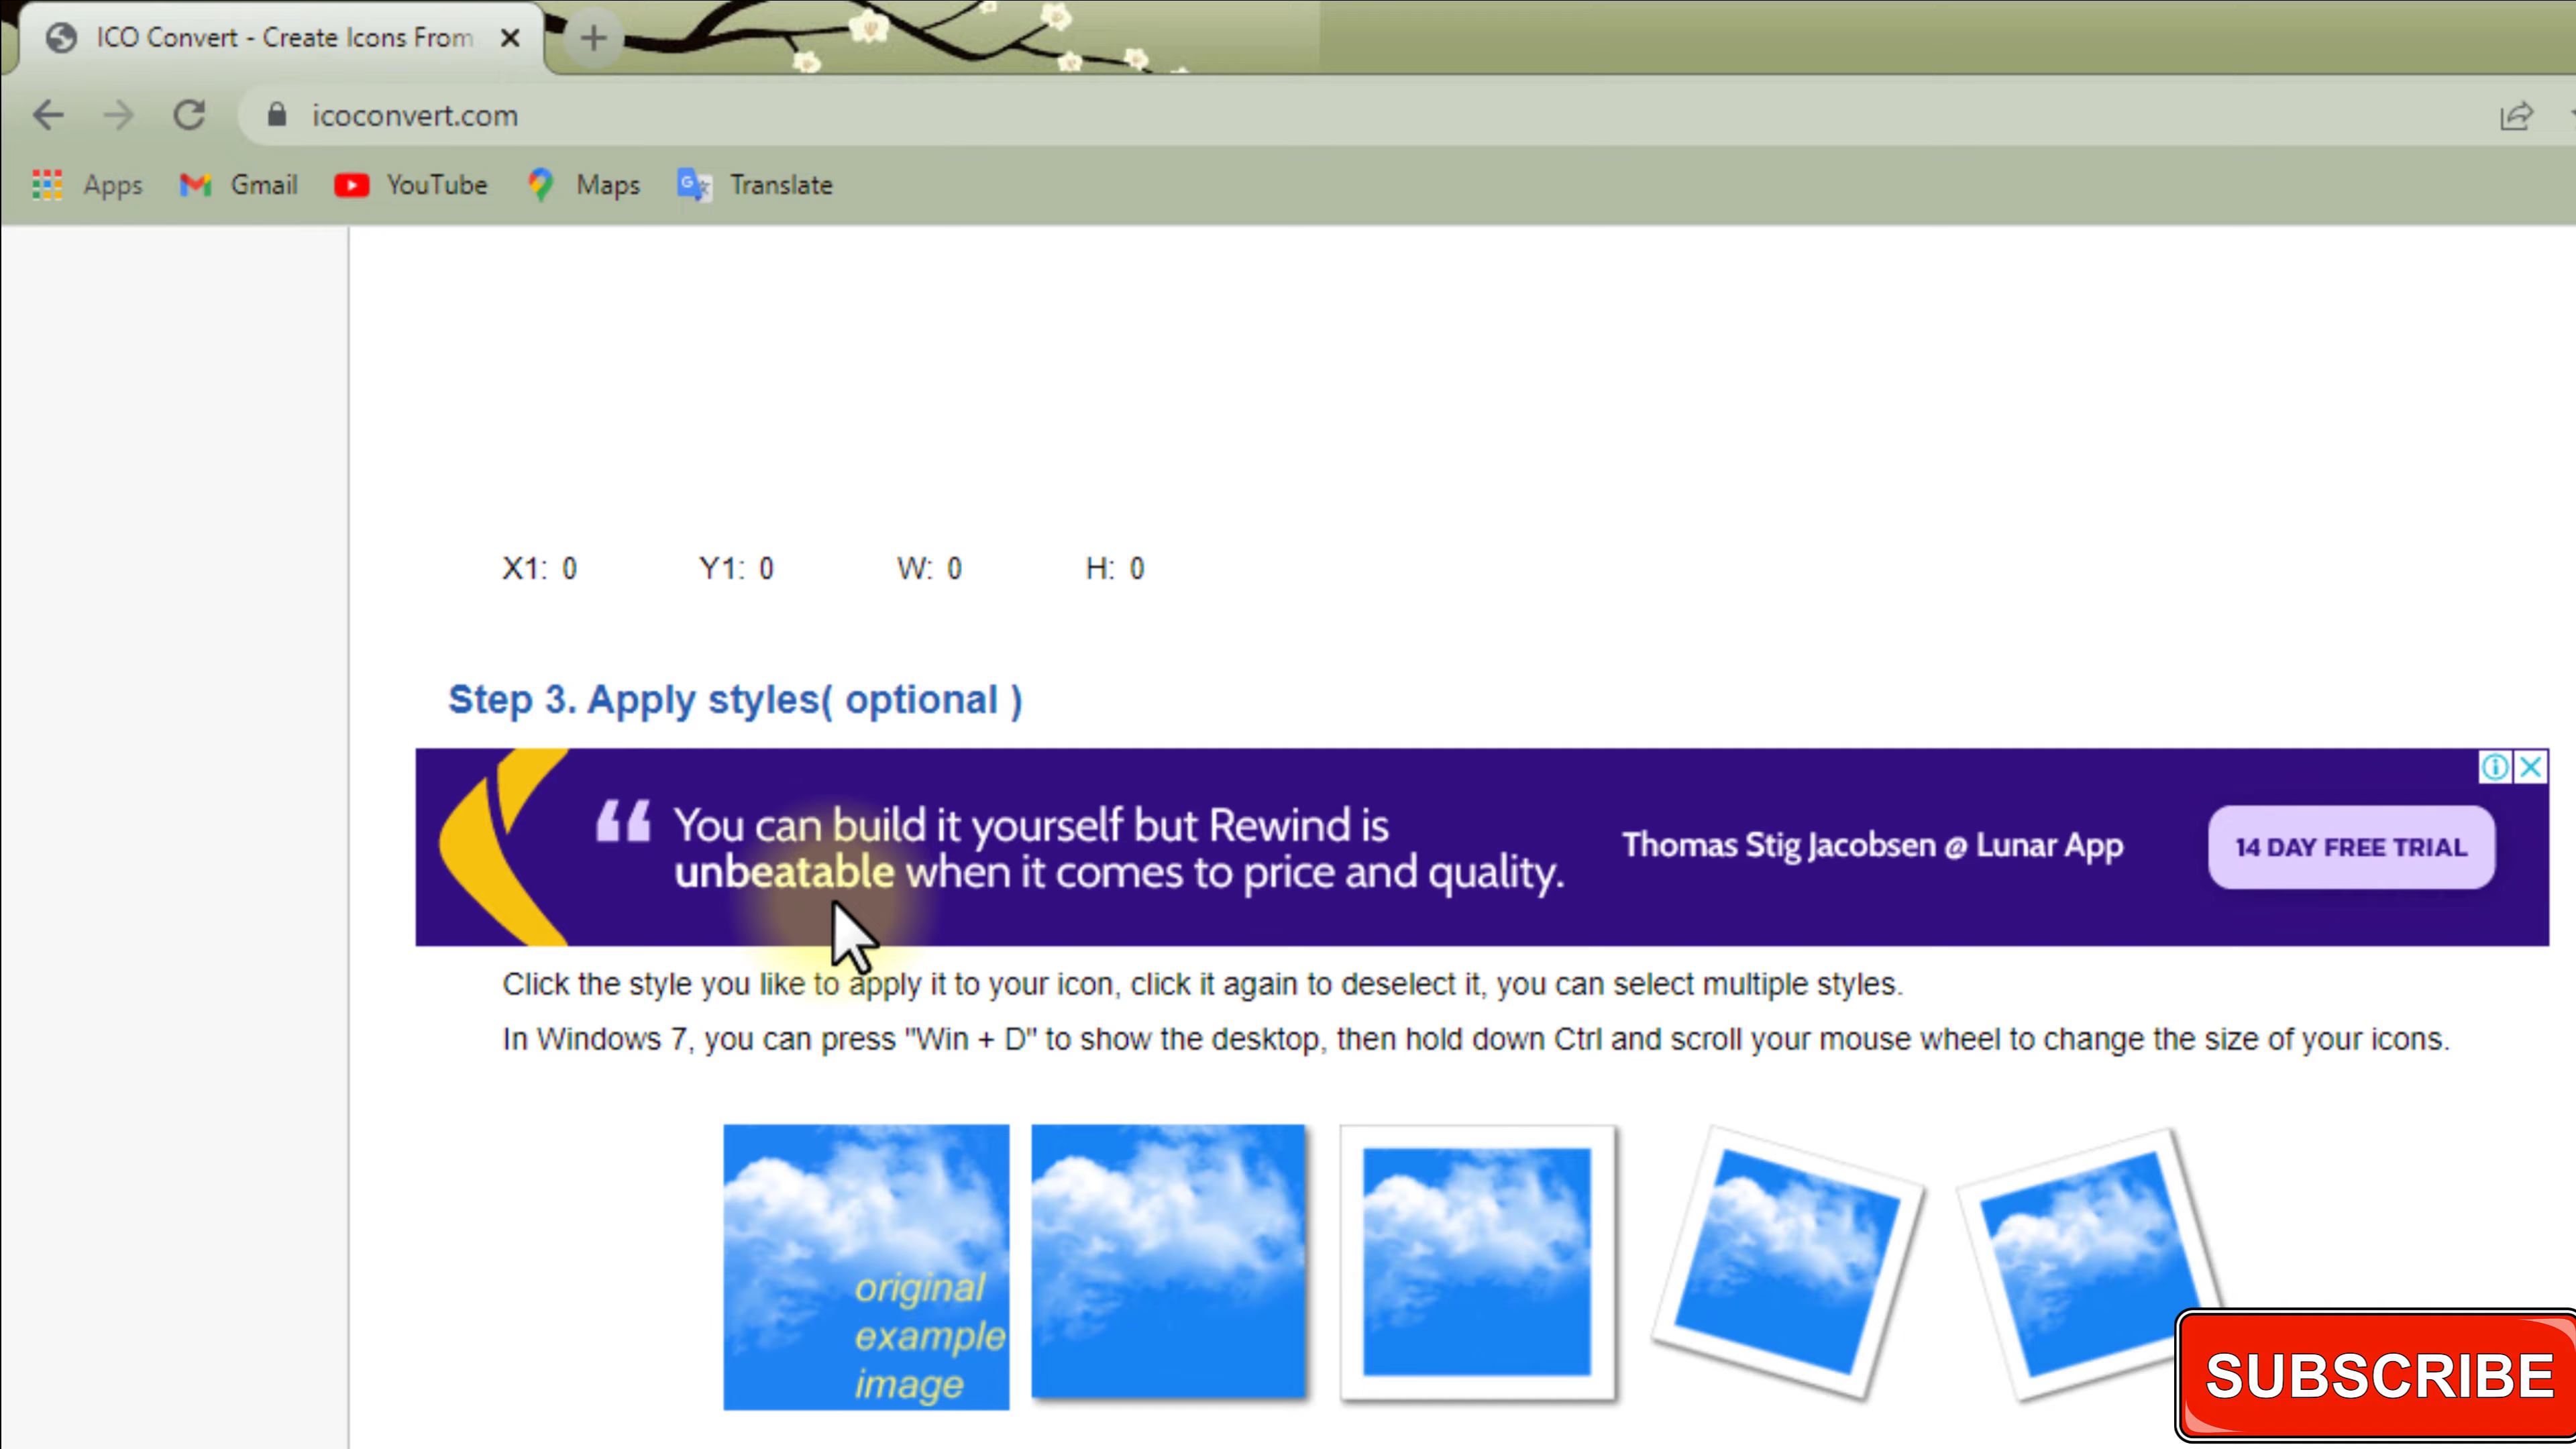 ICO Convert - Create Icons From
icoconvert.com
Apps Gmail YouTube Maps Translate
X1: 0 Y1: 0 W: 0 H: 0
Step 3. Apply styles( optional )
“ You can build it yourself but Rewind is
unbeatable when it comes to price and quality.
Thomas Stig Jacobsen @ Lunar App
14 DAY FREE TRIAL
Click the style you like to apply it to your icon, click it again to deselect it, you can select multiple styles.
In Windows 7, you can press "Win + D" to show the desktop, then hold down Ctrl and scroll your mouse wheel to change the size of your icons.
original
example
image
SUBSCRIBE